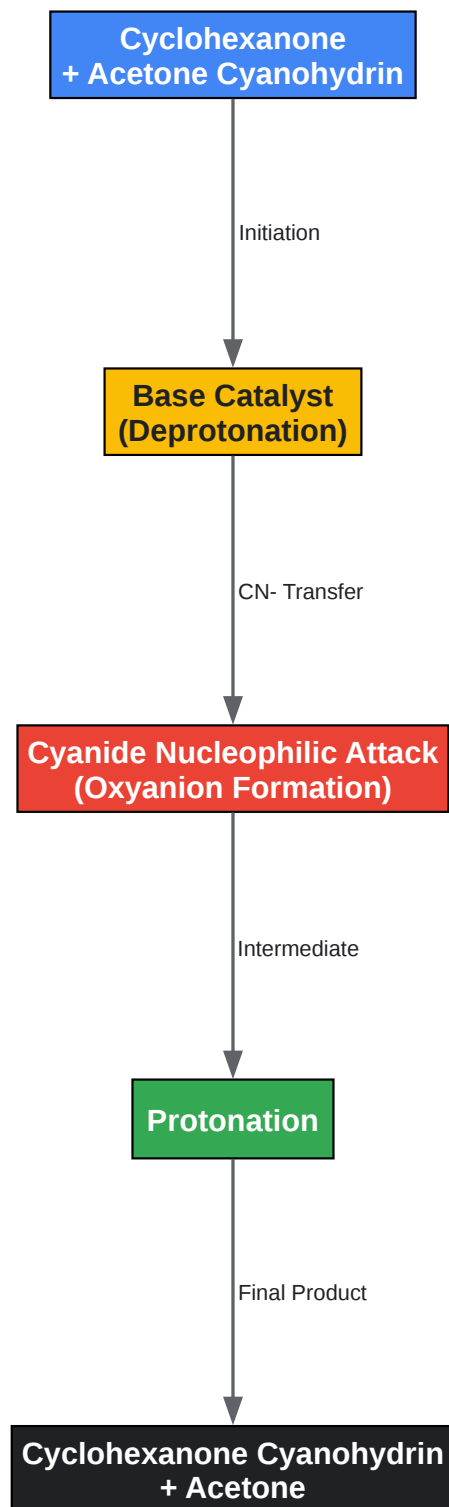 Cyclohexanone
+ Acetone Cyanohydrin
Initiation
Base Catalyst
(Deprotonation)
CN- Transfer
Cyanide Nucleophilic Attack
(Oxyanion Formation)
Intermediate
Protonation
Final Product
Cyclohexanone Cyanohydrin
+ Acetone